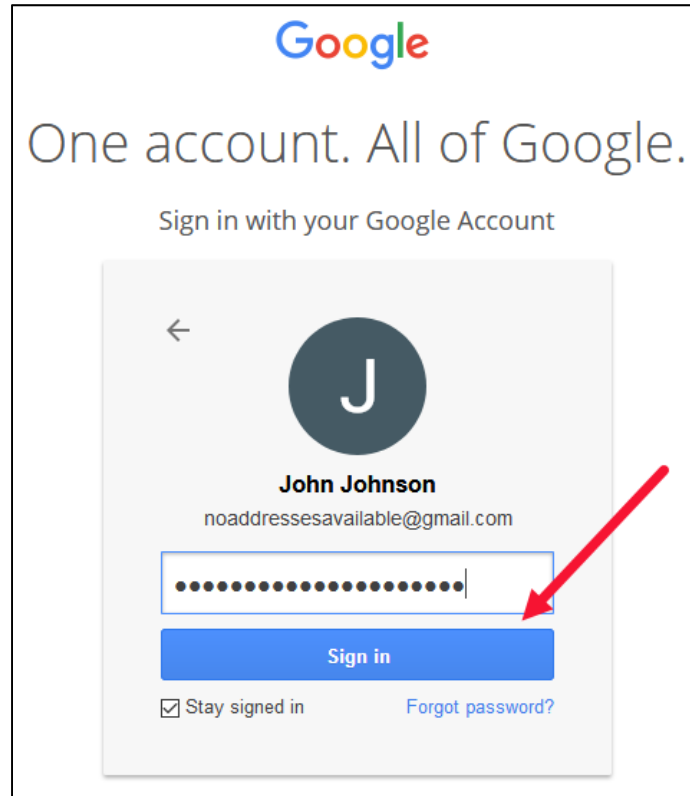 Google
One account. All of Google.
Sign in with your Google Account
J
John Johnson
noaddressesavailable@gmail.com
●●●●●●●●●●●●●●●●●●●●●
Sign in
Stay signed in
Forgot password?